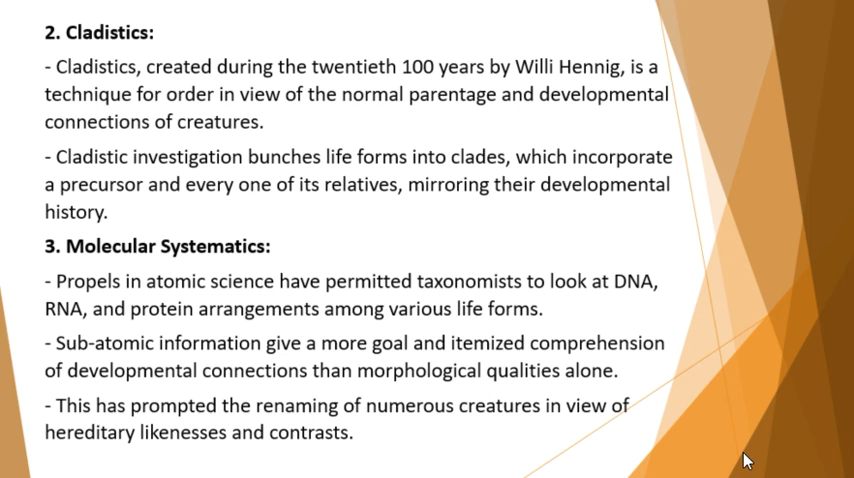 2. Cladistics:
- Cladistics, created during the twentieth 100 years by Willi Hennig, is a
technique for order in view of the normal parentage and developmental
connections of creatures.
- Cladistic investigation bunches life forms into clades, which incorporate
a precursor and every one of its relatives, mirroring their developmental
history.
3. Molecular Systematics:
- Propels in atomic science have permitted taxonomists to look at DNA,
RNA, and protein arrangements among various life forms.
- Sub-atomic information give a more goal and itemized comprehension
of developmental connections than morphological qualities alone.
- This has prompted the renaming of numerous creatures in view of
hereditary likenesses and contrasts.